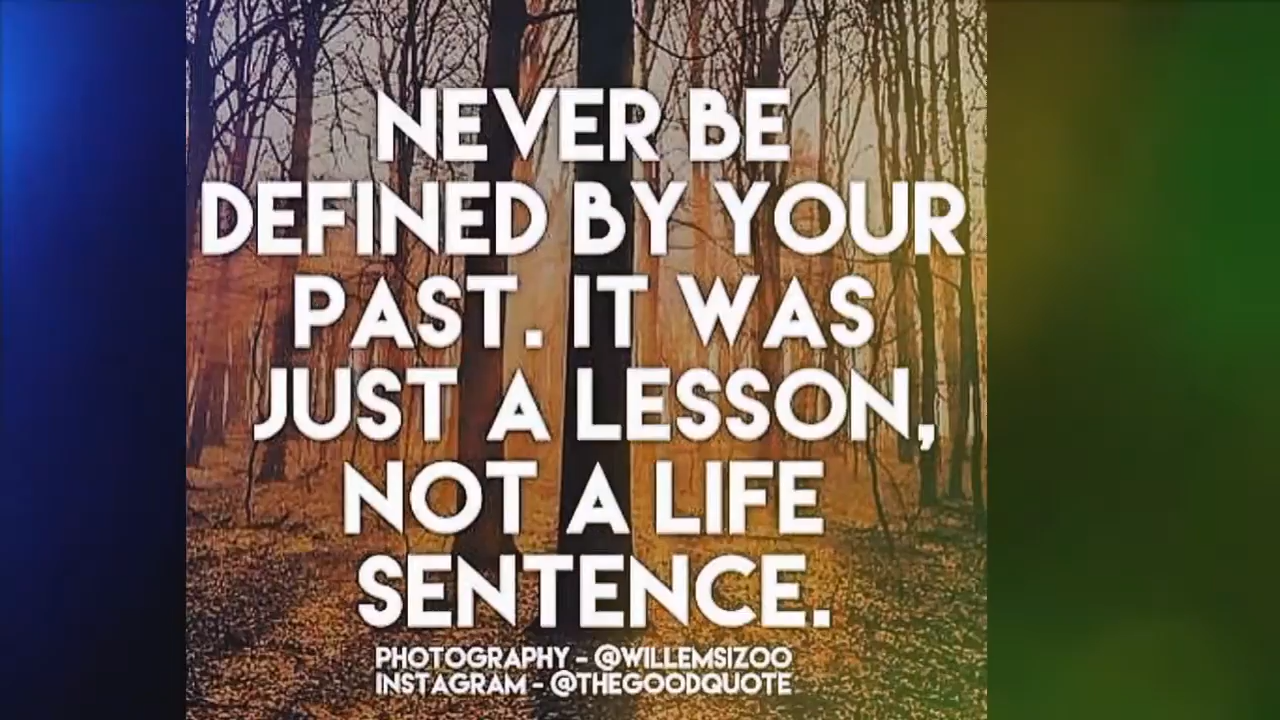 NEVER BE
DEFINED BY YOUR
PAST. IT WAS
JUST A LESSON,
NOT A LIFE
SENTENCE.
PHOTOGRAPHY - @WILLEMSIZOO
INSTAGRAM - @THEGOODQUOTE